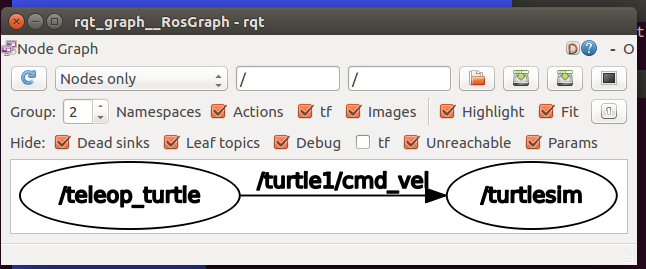 rqt_graph__RosGraph - rqt
Node Graph
D ? - O
Nodes only / /
Group: 2 Namespaces Actions tf Images Highlight Fit
Hide: Dead sinks Leaf topics Debug tf Unreachable Params
/teleop_turtle /turtle1/cmd_vel /turtlesim